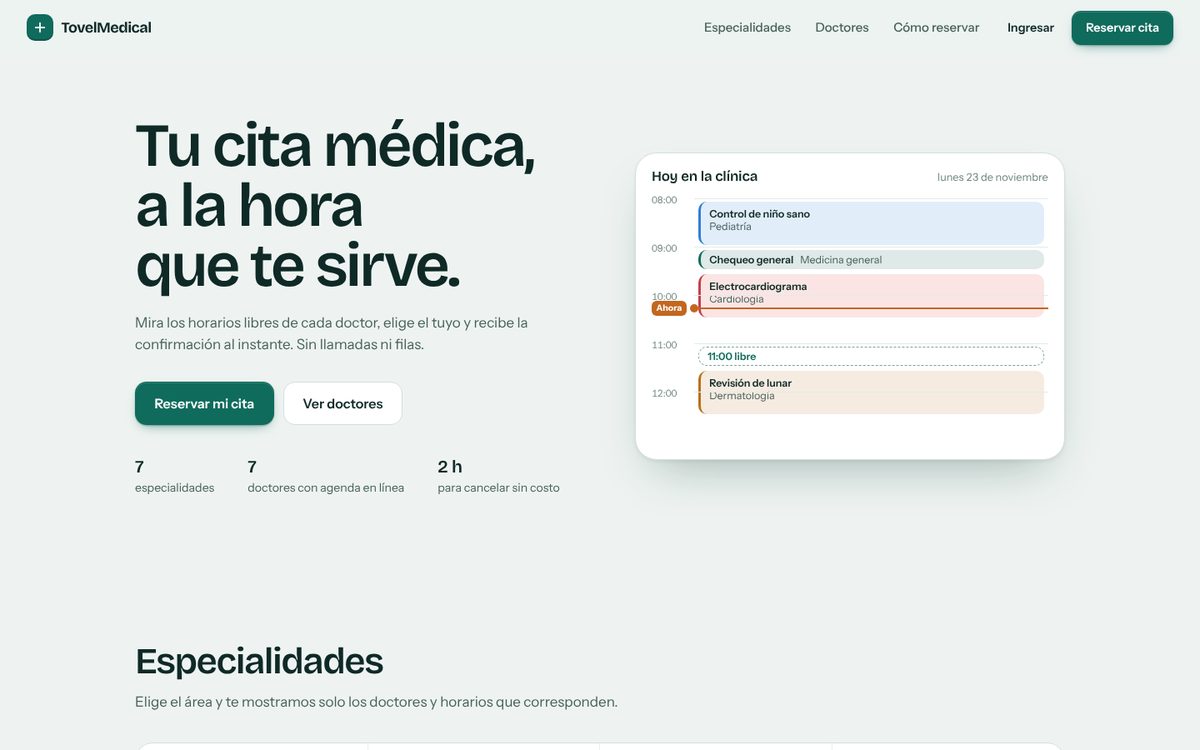 TovelMedical
Especialidades
Doctores
Cómo reservar
Ingresar
Reservar cita
Tu cita médica,
a la hora
que te sirve.
Mira los horarios libres de cada doctor, elige el tuyo y recibe la
confirmación al instante. Sin llamadas ni filas.
Reservar mi cita
Ver doctores
7
especialidades
7
doctores con agenda en línea
2 h
para cancelar sin costo
Hoy en la clínica
lunes 23 de noviembre
08:00
Control de niño sano
Pediatría
09:00
Chequeo general Medicina general
Electrocardiograma
10:00
Cardiología
Ahora
11:00
11:00 libre
Revisión de lunar
12:00
Dermatología
Especialidades
Elige el área y te mostramos solo los doctores y horarios que corresponden.